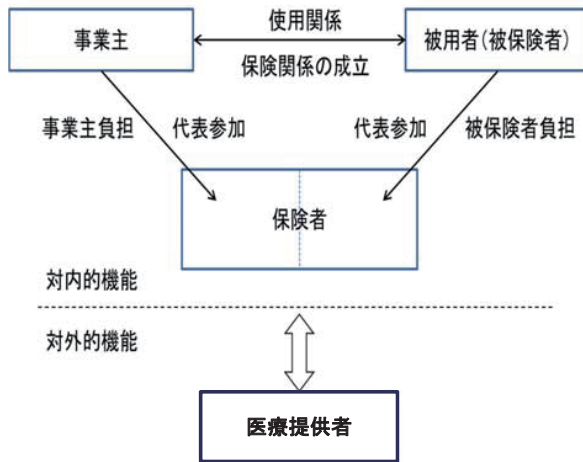 使用関係
事業主
被用者(被保険者)
保険関係の成立
事業主負担
代表参加
代表参加
被保険者負担
保険者
対内的機能
対外的機能
医療提供者